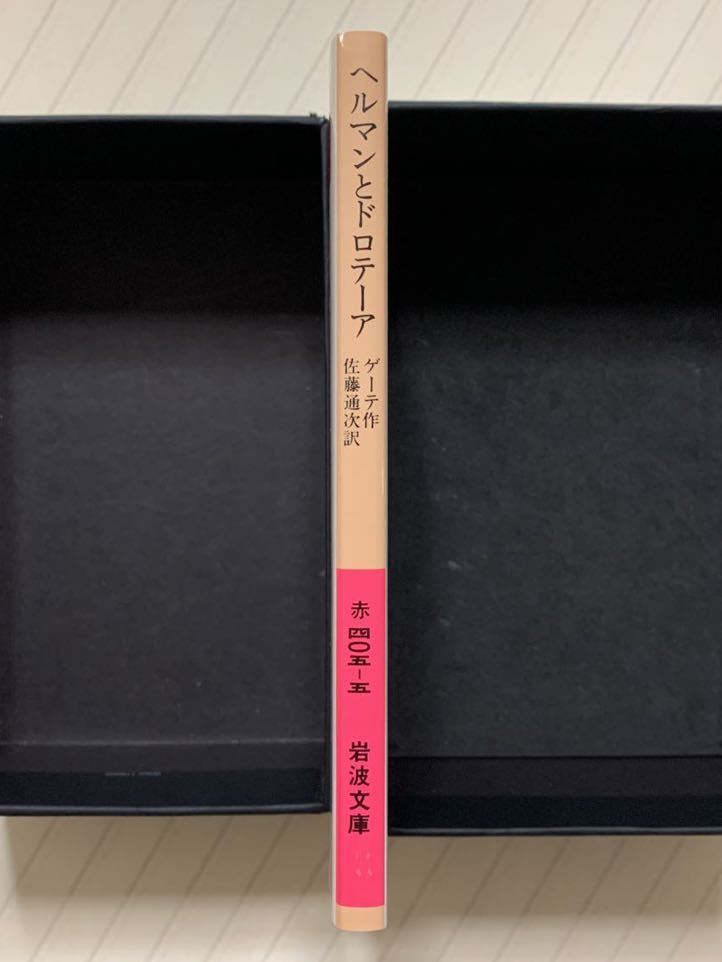 ヘルマンとドロテーア
ゲーテ作
佐藤通次訳
赤四〇五-五
岩波文庫